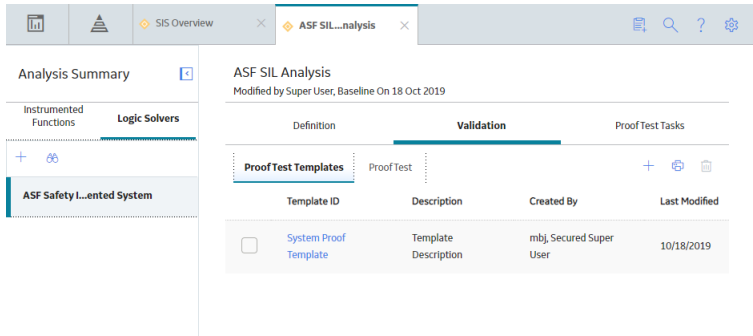 SIS Overview
ASF SIL...nalysis
Analysis Summary
Instrumented
Functions
Logic Solvers
ASF Safety I...ented System
ASF SIL Analysis
Modified by Super User, Baseline On 18 Oct 2019
Definition
Validation
Proof Test Tasks
Proof Test Templates
Proof Test
Template ID
Description
Created By
Last Modified
System Proof
Template
Template
Description
mbj, Secured Super
User
10/18/2019